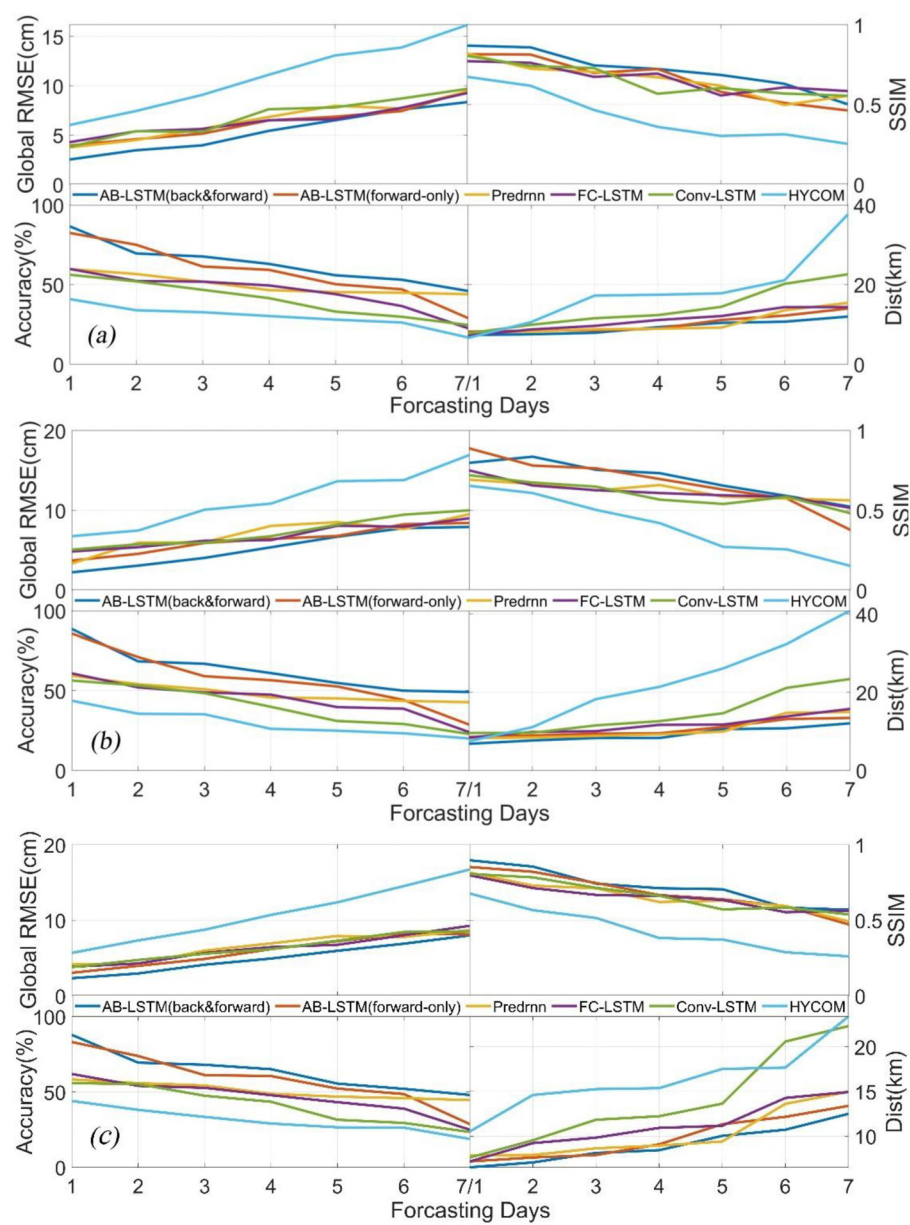 Global RMSE(cm)
15
10
5
0
1
0.5
SSIM
AB-LSTM(back&forward) AB-LSTM(forward-only) Predrnn FC-LSTM Conv-LSTM HYCOM
Accuracy(%)
100
50
0
40
20
0
Dist(km)
(a)
1 2 3 4 5 6 7/1 2 3 4 5 6 7
Forcasting Days
Global RMSE(cm)
20
10
0
1
0.5
SSIM
AB-LSTM(back&forward) AB-LSTM(forward-only) Predrnn FC-LSTM Conv-LSTM HYCOM
Accuracy(%)
100
50
0
40
20
0
Dist(km)
(b)
1 2 3 4 5 6 7/1 2 3 4 5 6 7
Forcasting Days
Global RMSE(cm)
20
10
0
1
0.5
SSIM
AB-LSTM(back&forward) AB-LSTM(forward-only) Predrnn FC-LSTM Conv-LSTM HYCOM
Accuracy(%)
100
50
0
20
15
10
Dist(km)
(c)
1 2 3 4 5 6 7/1 2 3 4 5 6 7
Forcasting Days